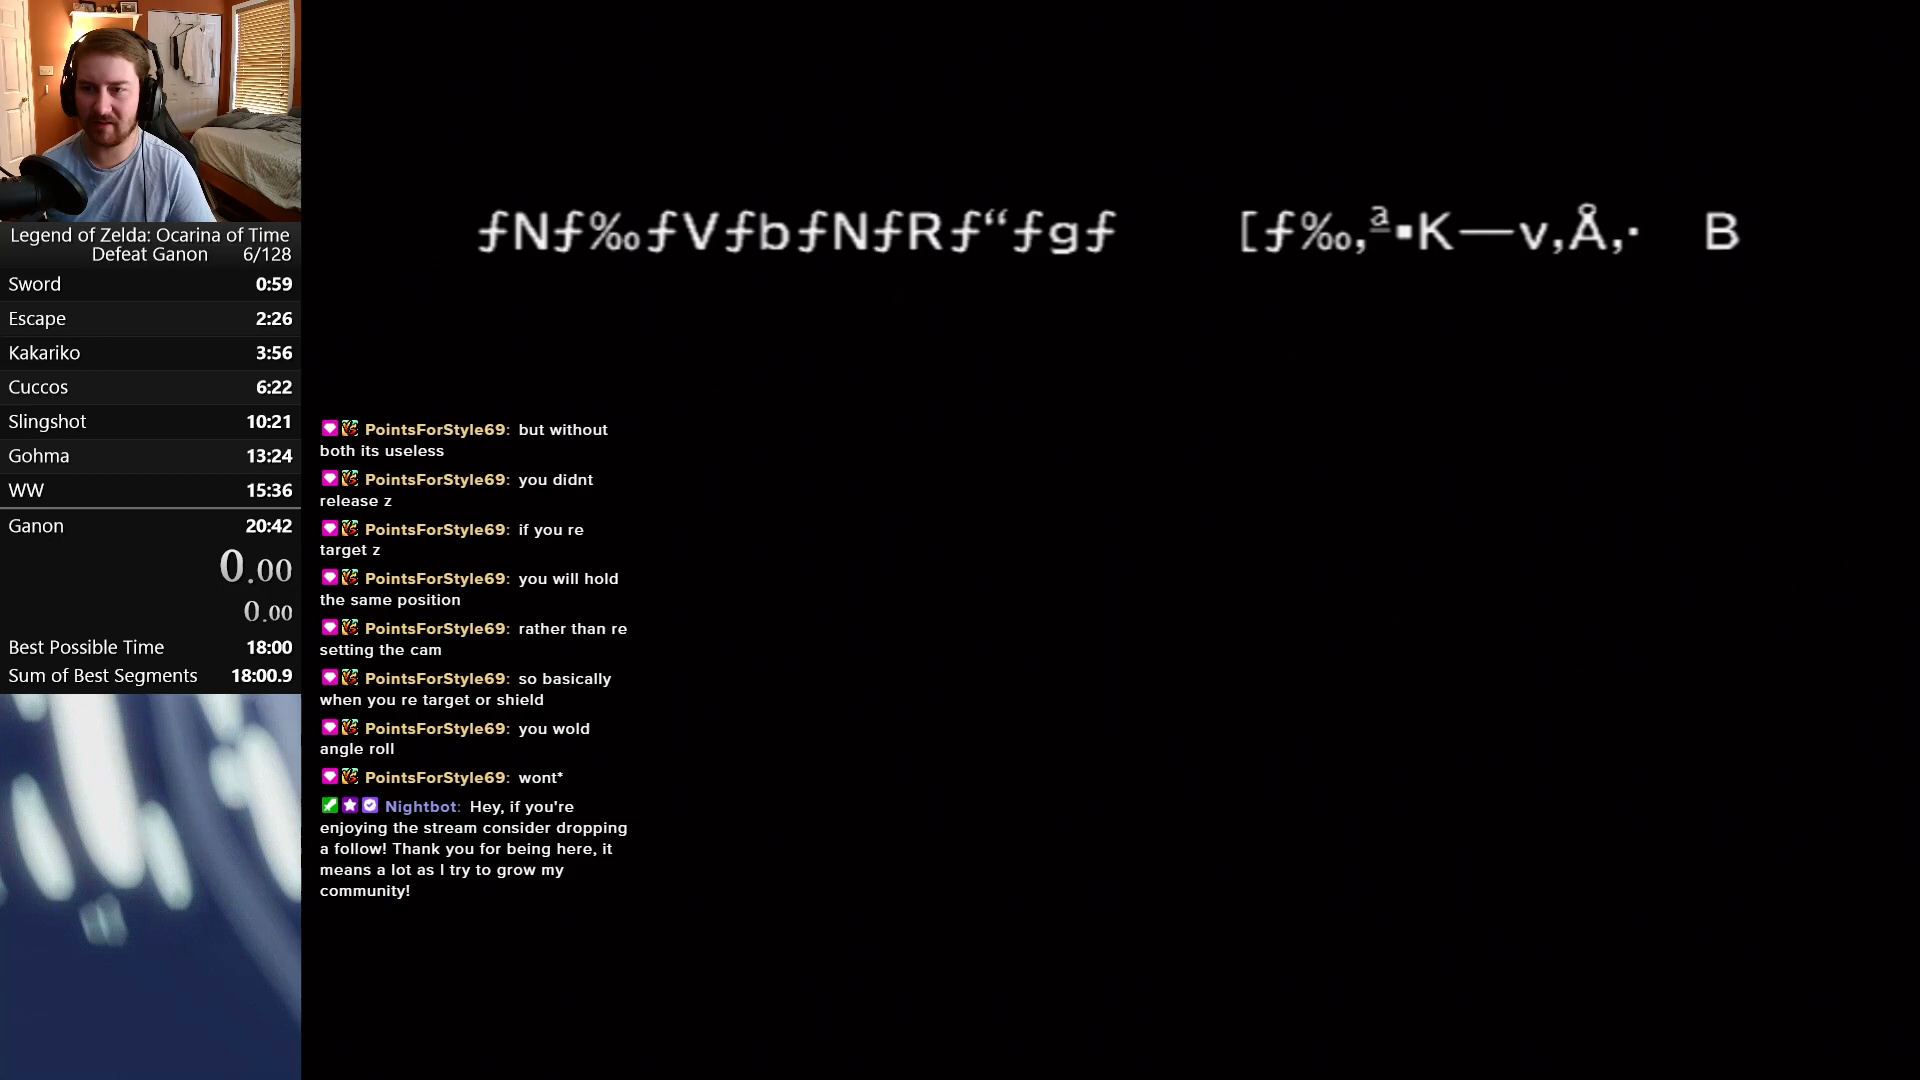 Legend of Zelda: Ocarina of Time
Defeat Ganon 6/128
Sword 0:59
Escape 2:26
Kakariko 3:56
Cuccos 6:22
Slingshot 10:21
Gohma 13:24
WW 15:36
Ganon 20:42
0.00
0.00
Best Possible Time 18:00
Sum of Best Segments 18:00.9
ƒNƒ‰ƒVƒbƒNƒRƒ“ƒgƒ [ƒ‰‚ª▪K—v‚Å‚· B
PointsForStyle69: but without
both its useless
PointsForStyle69: you didnt
release z
PointsForStyle69: if you re
target z
PointsForStyle69: you will hold
the same position
PointsForStyle69: rather than re
setting the cam
PointsForStyle69: so basically
when you re target or shield
PointsForStyle69: you wold
angle roll
PointsForStyle69: wont*
Nightbot: Hey, if you're
enjoying the stream consider dropping
a follow! Thank you for being here, it
means a lot as I try to grow my
community!